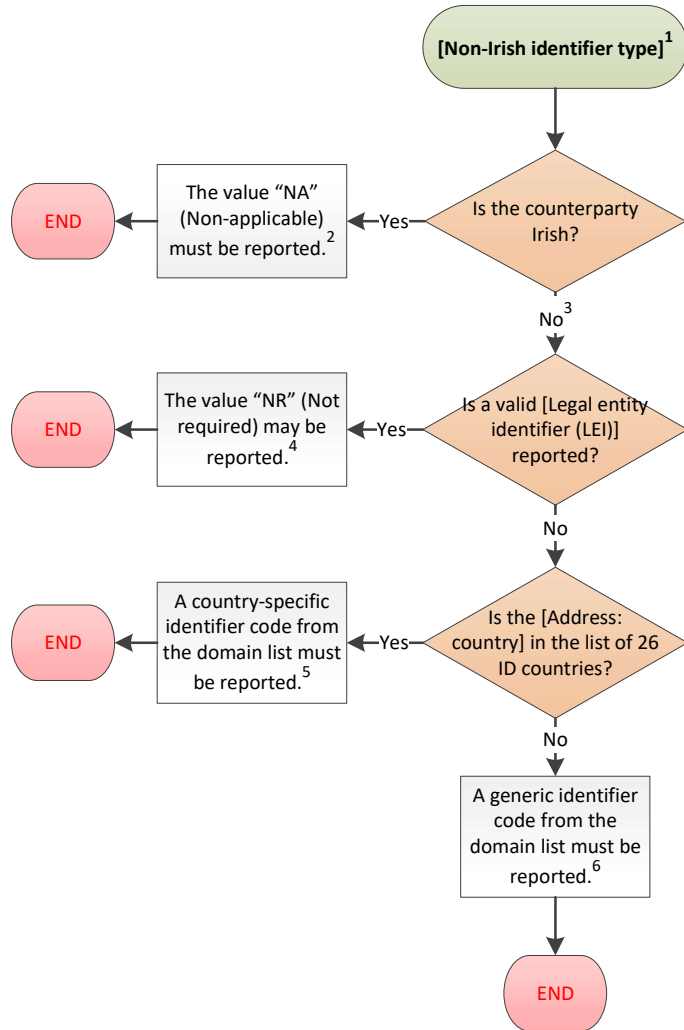 [Non-Irish identifier type]1
Is the counterparty
Irish?
Yes
The value “NA”
(Non-applicable)
must be reported.2
END
No3
Is a valid [Legal entity
identifier (LEI)]
reported?
Yes
The value “NR” (Not
required) may be
reported.4
END
No
Is the [Address:
country] in the list of 26
ID countries?
Yes
A country-specific
identifier code from
the domain list must
be reported.5
END
No
A generic identifier
code from the
domain list must be
reported.6
END